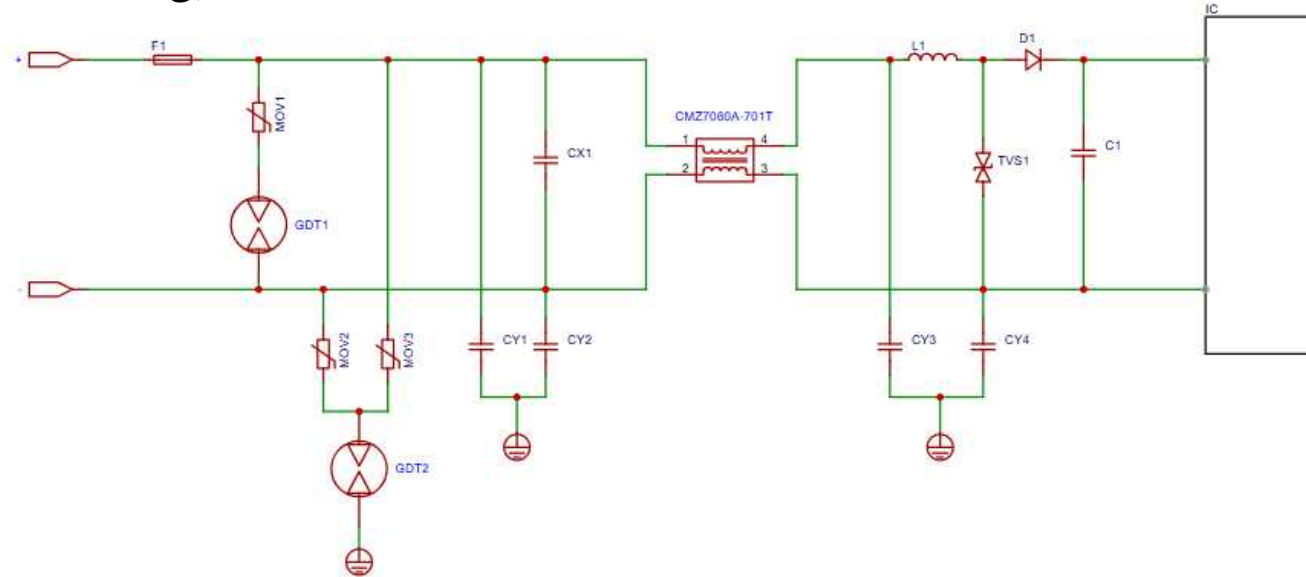 IC
F1
L1
D1
+
MOV1
CMZ7060A-701T
1
4
CX1
2
3
TVS1
C1
GDT1
-
MOV2
MOV3
CY1
CY2
CY3
CY4
GDT2